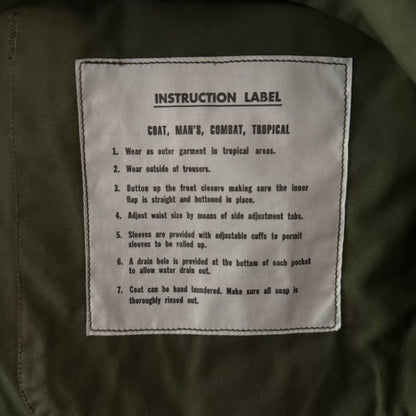 INSTRUCTION LABEL
COAT, MAN'S, COMBAT, TROPICAL
1. Wear as outer garment in tropical areas.
2. Wear outside of trousers.
3. Button up the front closure making sure the inner
flap is straight and buttoned in place.
4. Adjust waist size by means of side adjustment tabs.
5. Sleeves are provided with adjustable cuffs to permit
sleeves to be rolled up.
6. A drain hole is provided at the bottom of each pocket
to allow water drain out.
7. Coat can be hand laundered. Make sure all soap is
thoroughly rinsed out.